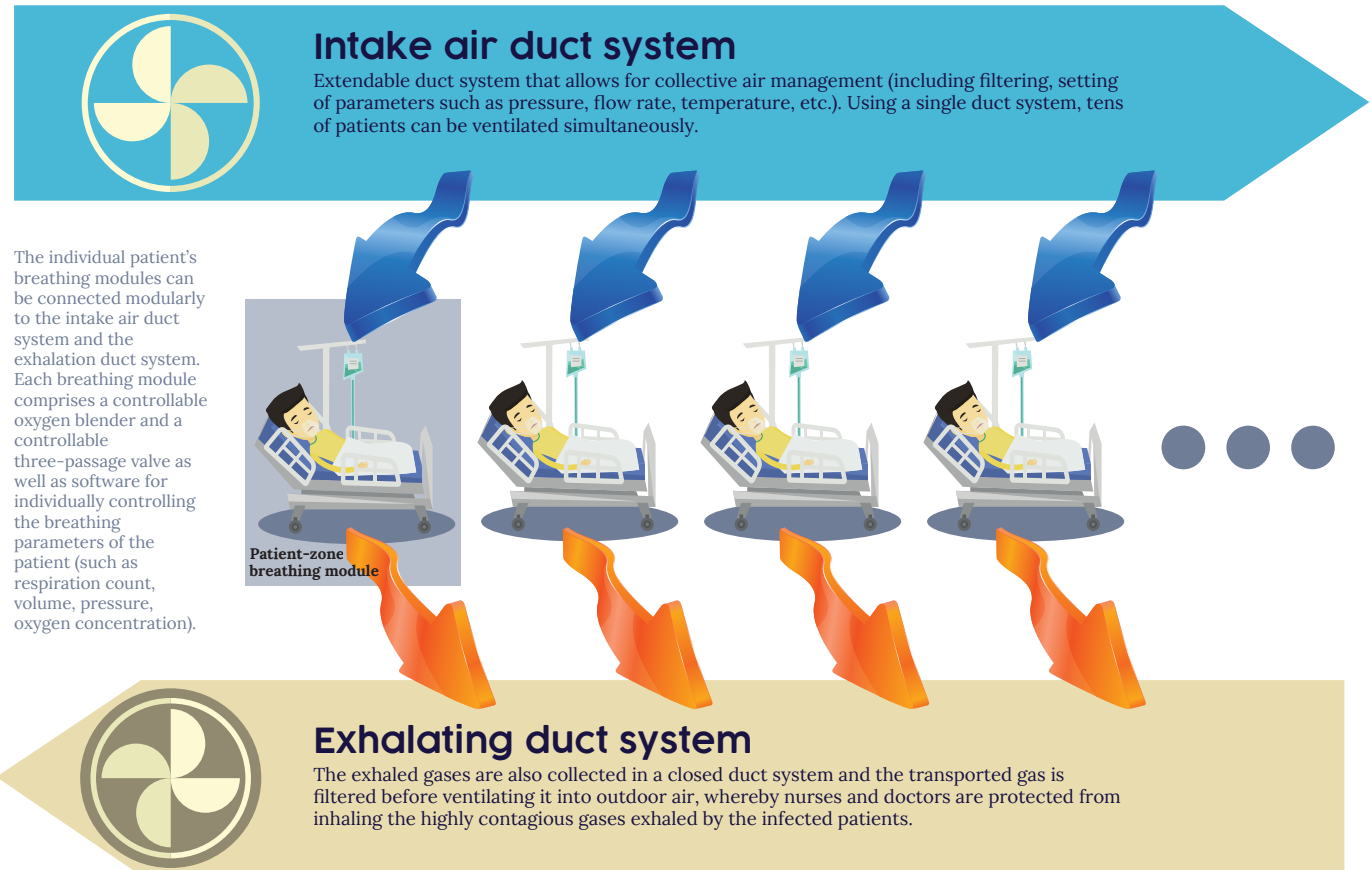 Intake air duct system
Extendable duct system that allows for collective air management (including filtering, setting
of parameters such as pressure, flow rate, temperature, etc.). Using a single duct system, tens
of patients can be ventilated simultaneously.
The individual patient’s
breathing modules can
be connected modularly
to the intake air duct
system and the
exhalation duct system.
Each breathing module
comprises a controllable
oxygen blender and a
controllable
three-passage valve as
well as software for
individually controlling
the breathing
parameters of the
patient (such as
respiration count,
volume, pressure,
oxygen concentration).
Patient-zone
breathing module
Exhalating duct system
The exhaled gases are also collected in a closed duct system and the transported gas is
filtered before ventilating it into outdoor air, whereby nurses and doctors are protected from
inhaling the highly contagious gases exhaled by the infected patients.